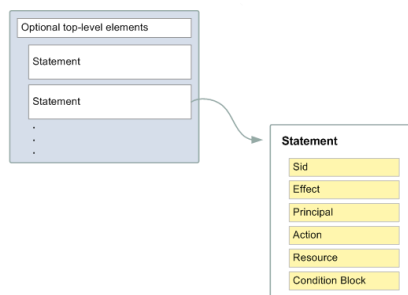 Optional top-level elements
Statement
Statement
.
.
.
Statement
Sid
Effect
Principal
Action
Resource
Condition Block